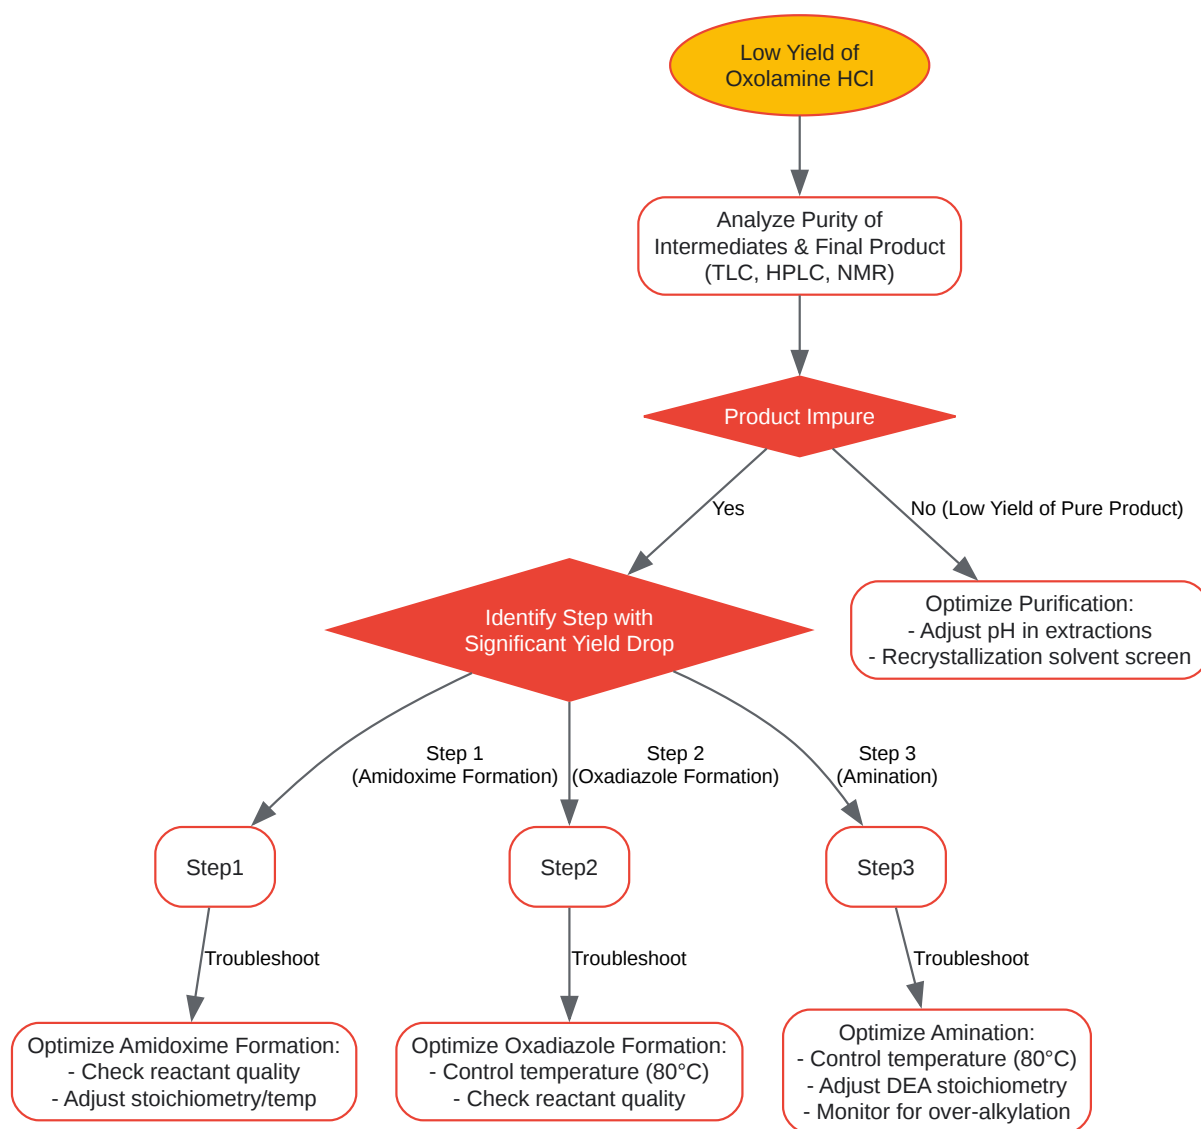 Low Yield of
Oxolamine HCl
Analyze Purity of
Intermediates & Final Product
(TLC, HPLC, NMR)
Product Impure
Yes
No (Low Yield of Pure Product)
Identify Step with
Significant Yield Drop
Optimize Purification:
- Adjust pH in extractions
- Recrystallization solvent screen
Step 1
(Amidoxime Formation)
Step 2
(Oxadiazole Formation)
Step 3
(Amination)
Step1
Step2
Step3
Troubleshoot
Troubleshoot
Troubleshoot
Optimize Amidoxime Formation:
- Check reactant quality
- Adjust stoichiometry/temp
Optimize Oxadiazole Formation:
- Control temperature (80°C)
- Check reactant quality
Optimize Amination:
- Control temperature (80°C)
- Adjust DEA stoichiometry
- Monitor for over-alkylation